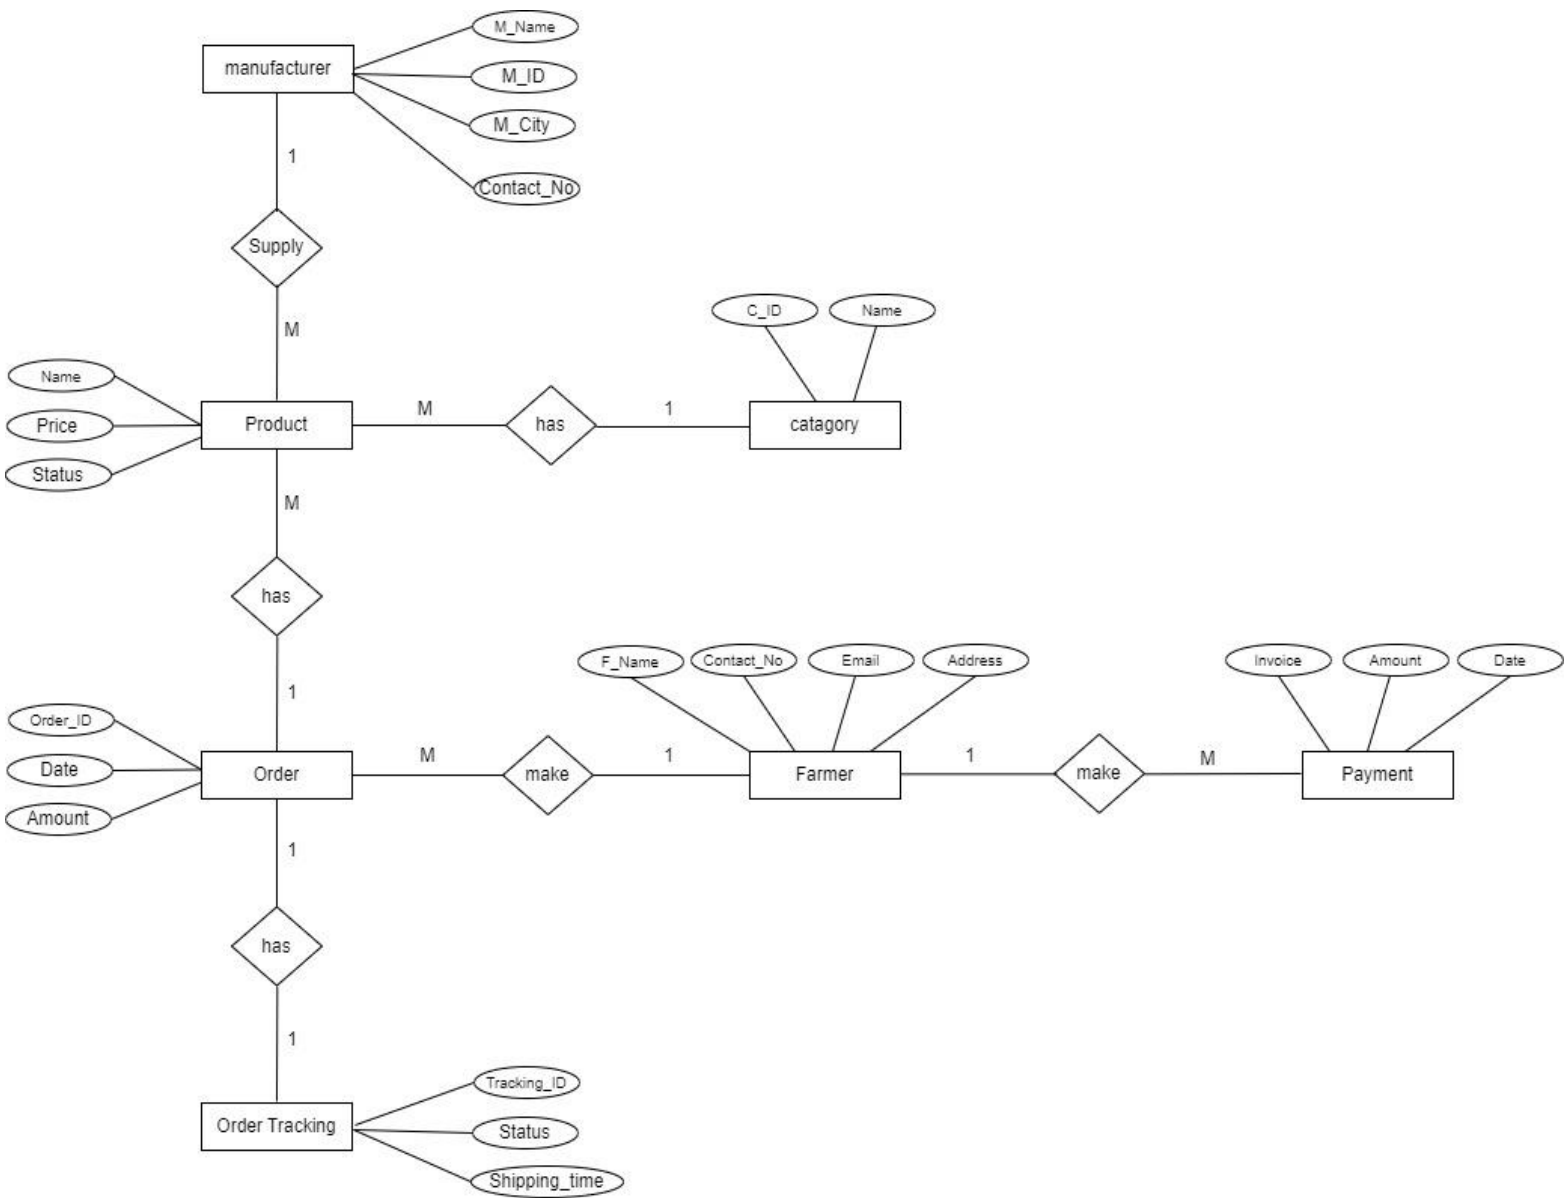 M_Name
manufacturer
M_ID
M_City
1
Contact_No
Supply
M
C_ID
Name
Name
Price
Product
M
has
1
catagory
Status
M
has
1
F_Name
Contact_No
Email
Address
Invoice
Amount
Date
Order_ID
Date
Order
M
make
1
Farmer
1
make
M
Payment
Amount
1
has
1
Tracking_ID
Order Tracking
Status
Shipping_time